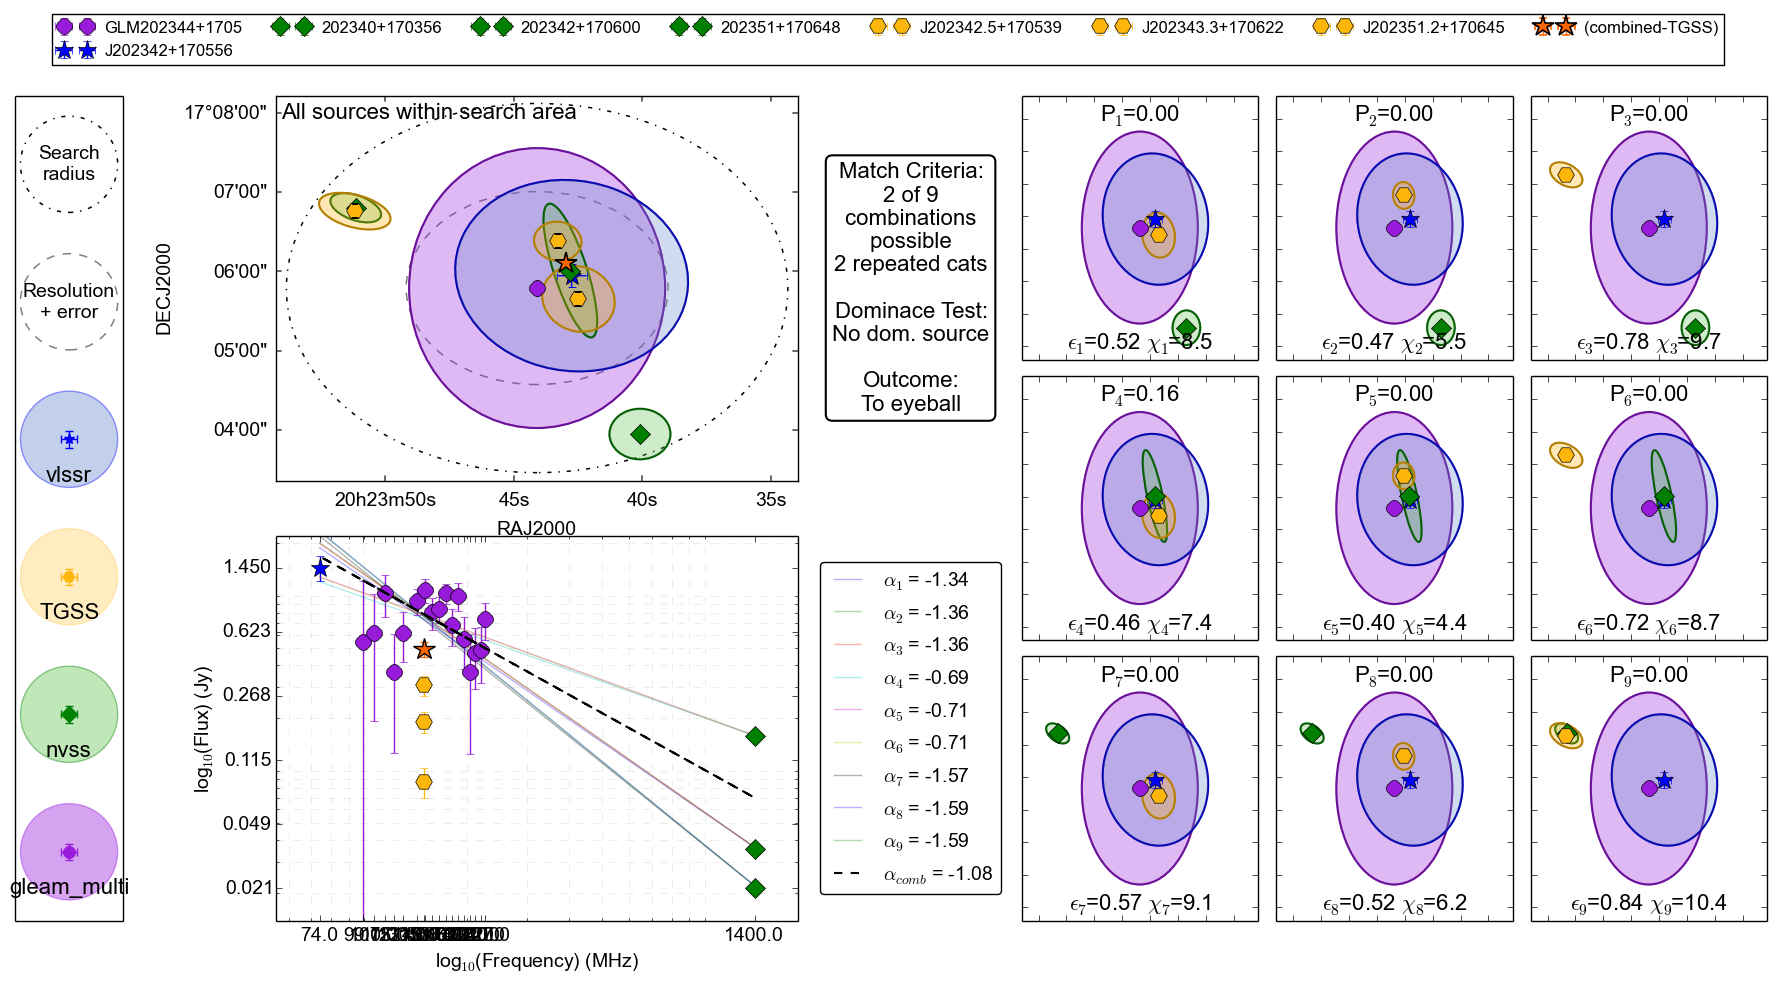 GLM202344+1705 202340+170356 202342+170600 202351+170648 J202342.5+170539 J202343.3+170622 J202351.2+170645 (combined-TGSS)
J202342+170556
Search
radius
Resolution
+ error
vlssr
TGSS
nvss
gleam_multi
All sources within search area
DECJ2000
17°08'00"
07'00"
06'00"
05'00"
04'00"
20h23m50s 45s 40s 35s
RAJ2000
Match Criteria:
2 of 9
combinations
possible
2 repeated cats
Dominace Test:
No dom. source
Outcome:
To eyeball
log₁₀(Flux) (Jy)
1.450
0.623
0.268
0.115
0.049
0.021
74.0 1400.0
log₁₀(Frequency) (MHz)
α₁ = -1.34
α₂ = -1.36
α₃ = -1.36
α₄ = -0.69
α₅ = -0.71
α₆ = -0.71
α₇ = -1.57
α₈ = -1.59
α₉ = -1.59
α_comb = -1.08
P₁=0.00
ϵ₁=0.52 χ₁=8.5
P₂=0.00
ϵ₂=0.47 χ₂=5.5
P₃=0.00
ϵ₃=0.78 χ₃=9.7
P₄=0.16
ϵ₄=0.46 χ₄=7.4
P₅=0.00
ϵ₅=0.40 χ₅=4.4
P₆=0.00
ϵ₆=0.72 χ₆=8.7
P₇=0.00
ϵ₇=0.57 χ₇=9.1
P₈=0.00
ϵ₈=0.52 χ₈=6.2
P₉=0.00
ϵ₉=0.84 χ₉=10.4